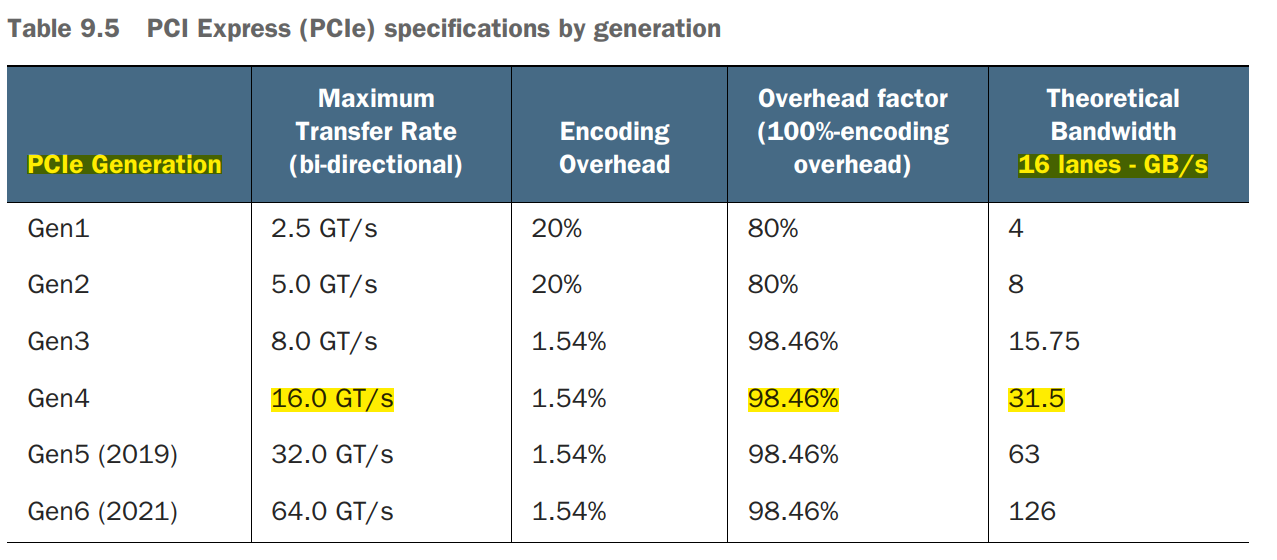 Table 9.5 PCI Express (PCIe) specifications by generation
PCIe Generation
Maximum
Transfer Rate
(bi-directional)
Encoding
Overhead
Overhead factor
(100%-encoding
overhead)
Theoretical
Bandwidth
16 lanes - GB/s
Gen1 2.5 GT/s 20% 80% 4
Gen2 5.0 GT/s 20% 80% 8
Gen3 8.0 GT/s 1.54% 98.46% 15.75
Gen4 16.0 GT/s 1.54% 98.46% 31.5
Gen5 (2019) 32.0 GT/s 1.54% 98.46% 63
Gen6 (2021) 64.0 GT/s 1.54% 98.46% 126